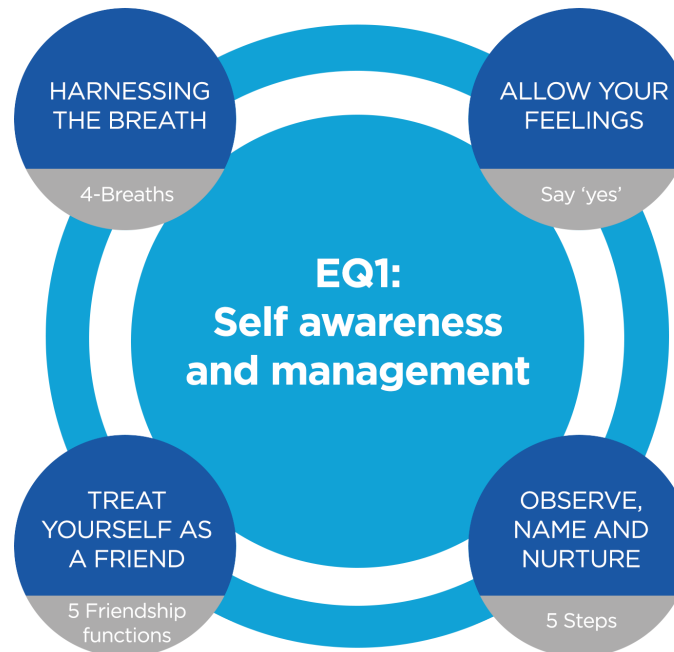 HARNESSING
THE BREATH
4-Breaths
ALLOW YOUR
FEELINGS
Say ‘yes’
EQ1:
Self awareness
and management
TREAT
YOURSELF AS
A FRIEND
5 Friendship
functions
OBSERVE,
NAME AND
NURTURE
5 Steps